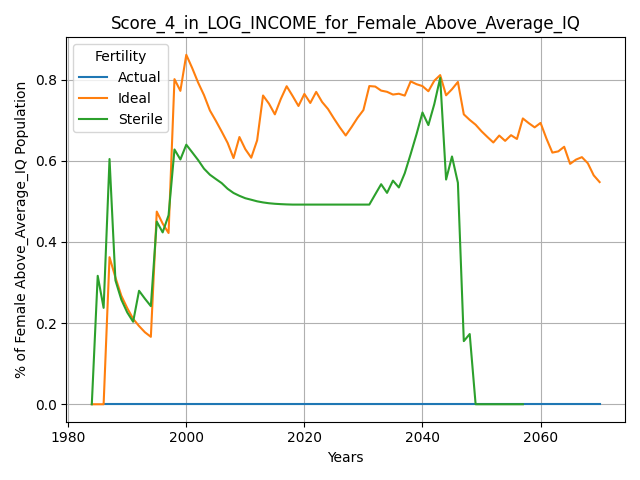 Score_4_in_LOG_INCOME_for_Female_Above_Average_IQ
Fertility
Actual
Ideal
Sterile
% of Female Above_Average_IQ Population
0.8
0.6
0.4
0.2
0.0
1980
2000
2020
2040
2060
Years